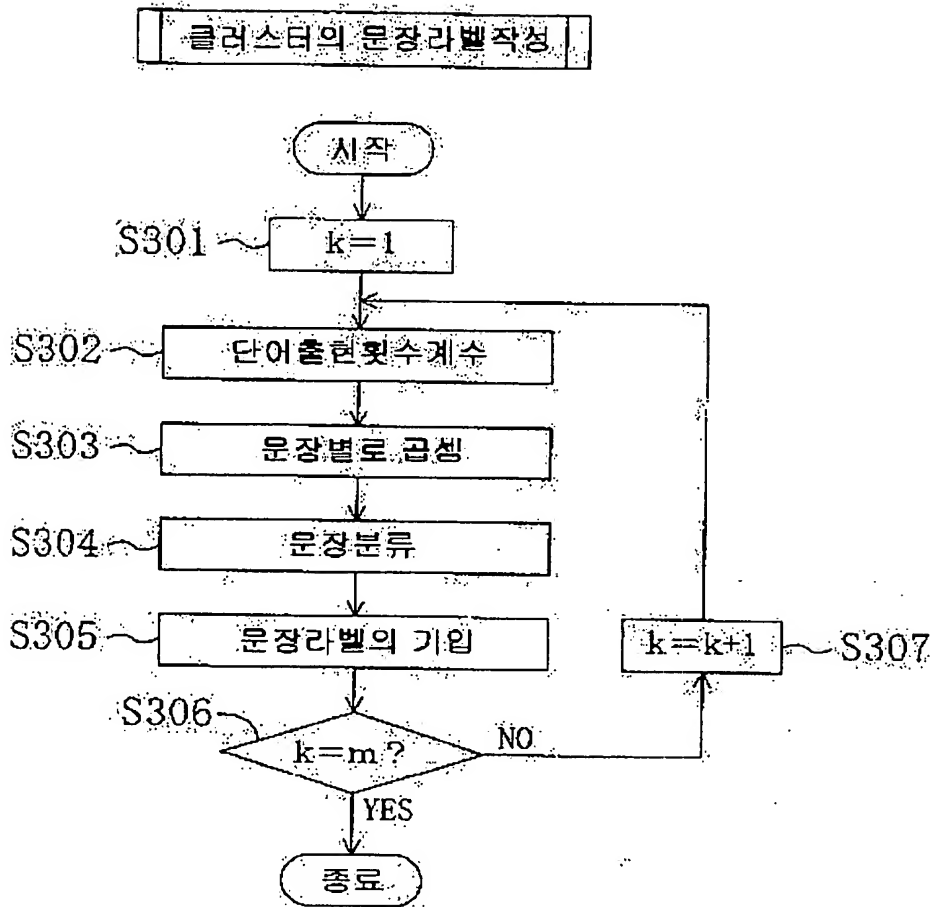 클러스터의 문장라벨작성
시작
S301
k=1
S302
단어출현횟수계수
S303
문장별로 곱셈
S304
문장분류
S305
문장라벨의 기입
k=k+1
S307
S306
k=m?
NO
YES
종료